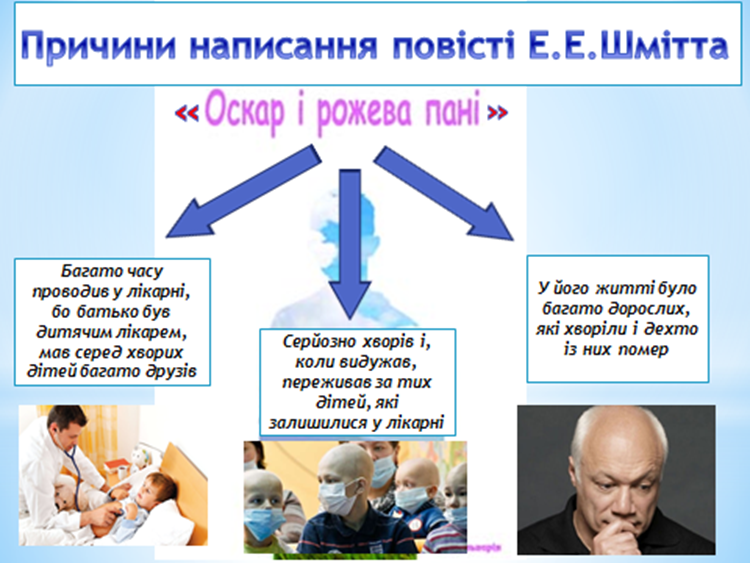 Причини написання повісті Е.Е.Шмітта
«Оскар і рожева пані»
Багато часу
проводив у лікарні,
бо батько був
дитячим лікарем,
мав серед хворих
дітей багато друзів
Серйозно хворів і,
коли видужав,
переживав за тих
дітей, які
залишилися у лікарні
У його житті було
багато дорослих,
які хворіли і дехто
із них помер